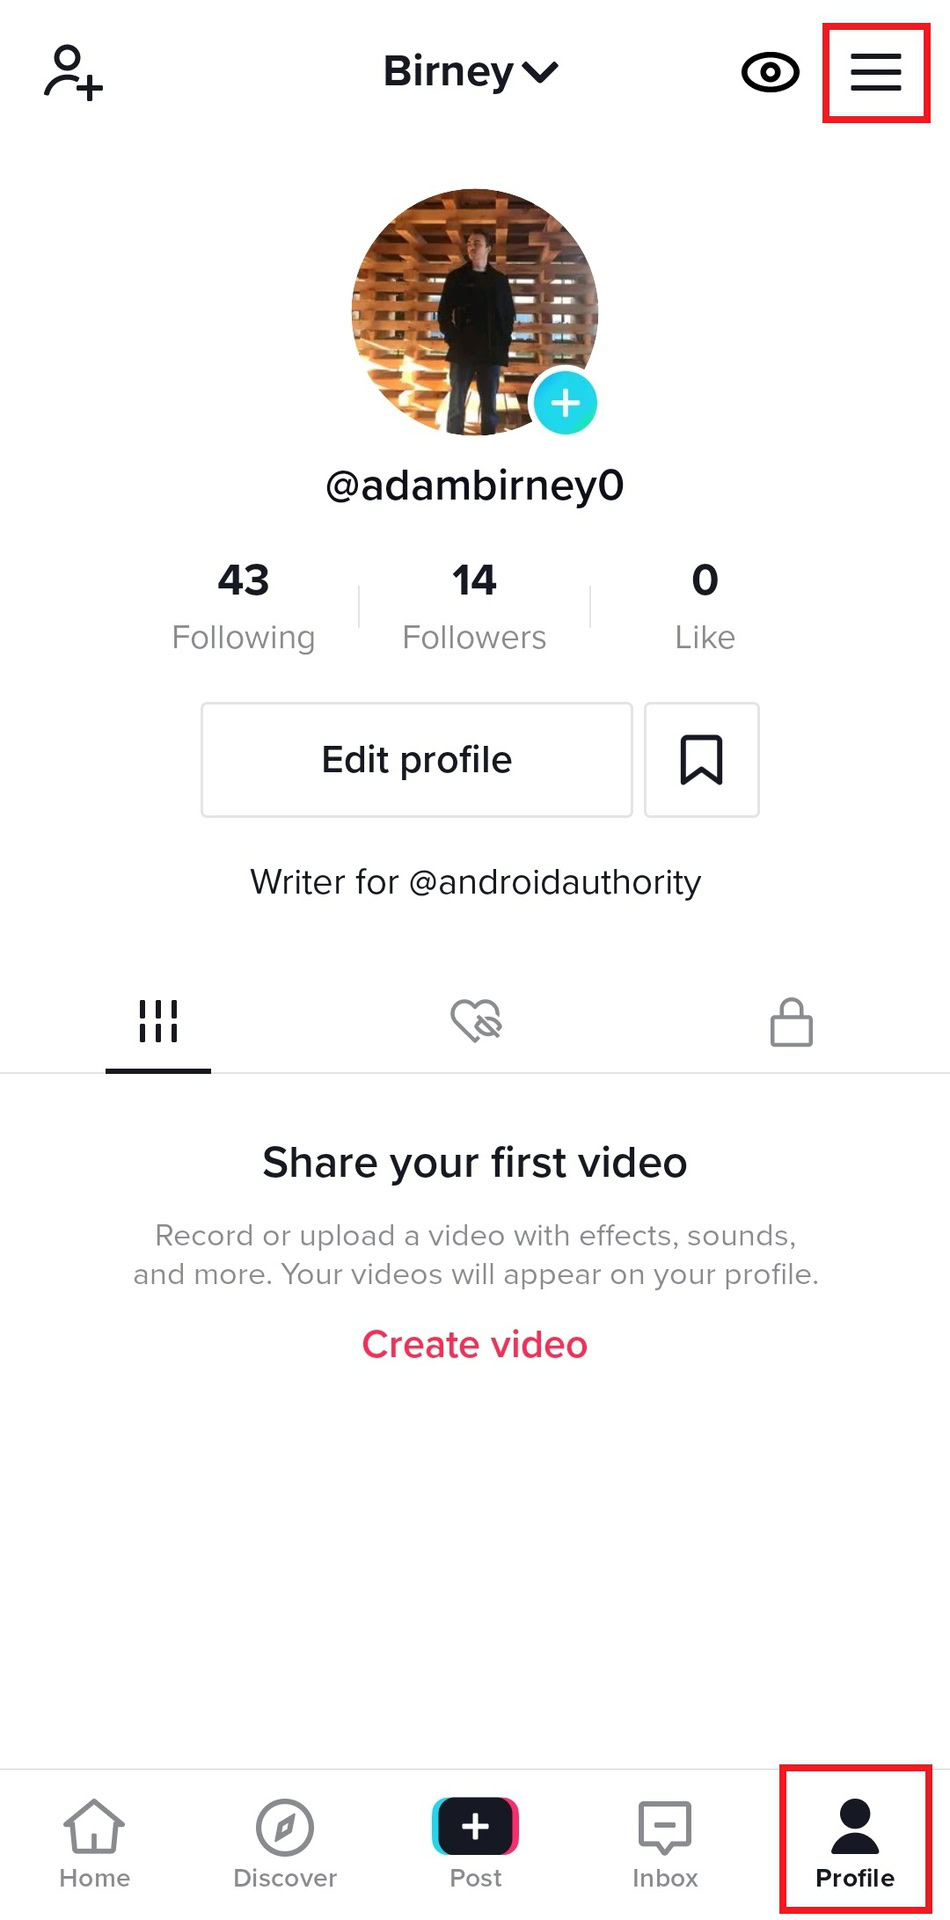 Birney
@adambirney0
43 14 0
Following Followers Like
Edit profile
Writer for @androidauthority
Share your first video
Record or upload a video with effects, sounds,
and more. Your videos will appear on your profile.
Create video
Home Discover Post Inbox Profile